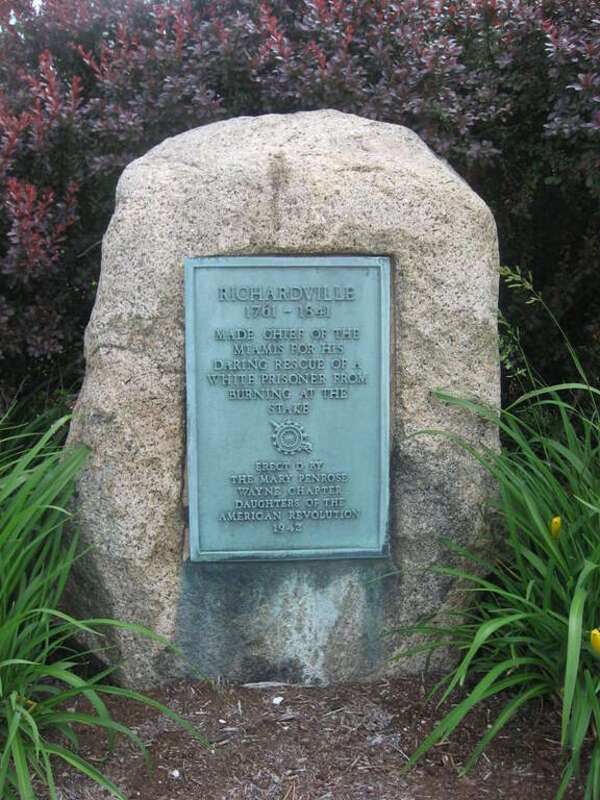 RICHARDVILLE
1761 - 1841
MADE CHIEF OF THE
MIAMIS FOR HIS
DARING RESCUE OF A
WHITE PRISONER FROM
BURNING AT THE
STAKE
ERECT'D BY
THE MARY PENROSE
WAYNE CHAPTER
DAUGHTERS OF THE
AMERICAN REVOLUTION
1942